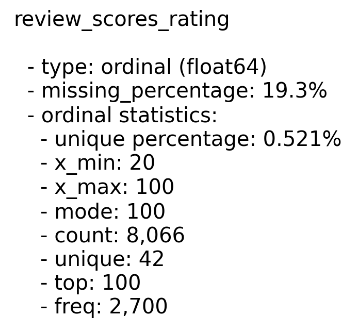 review_scores_rating
- type: ordinal (float64)
- missing_percentage: 19.3%
- ordinal statistics:
- unique percentage: 0.521%
- x_min: 20
- x_max: 100
- mode: 100
- count: 8,066
- unique: 42
- top: 100
- freq: 2,700